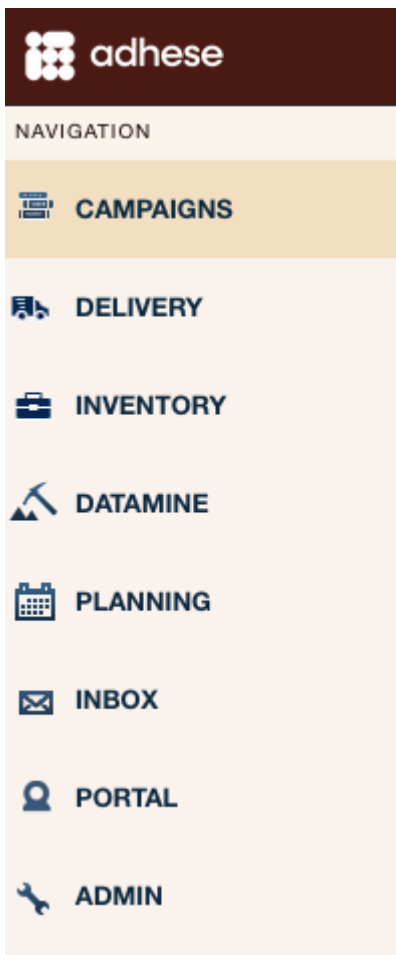 adhese
NAVIGATION
CAMPAIGNS
DELIVERY
INVENTORY
DATAMINE
PLANNING
INBOX
PORTAL
ADMIN